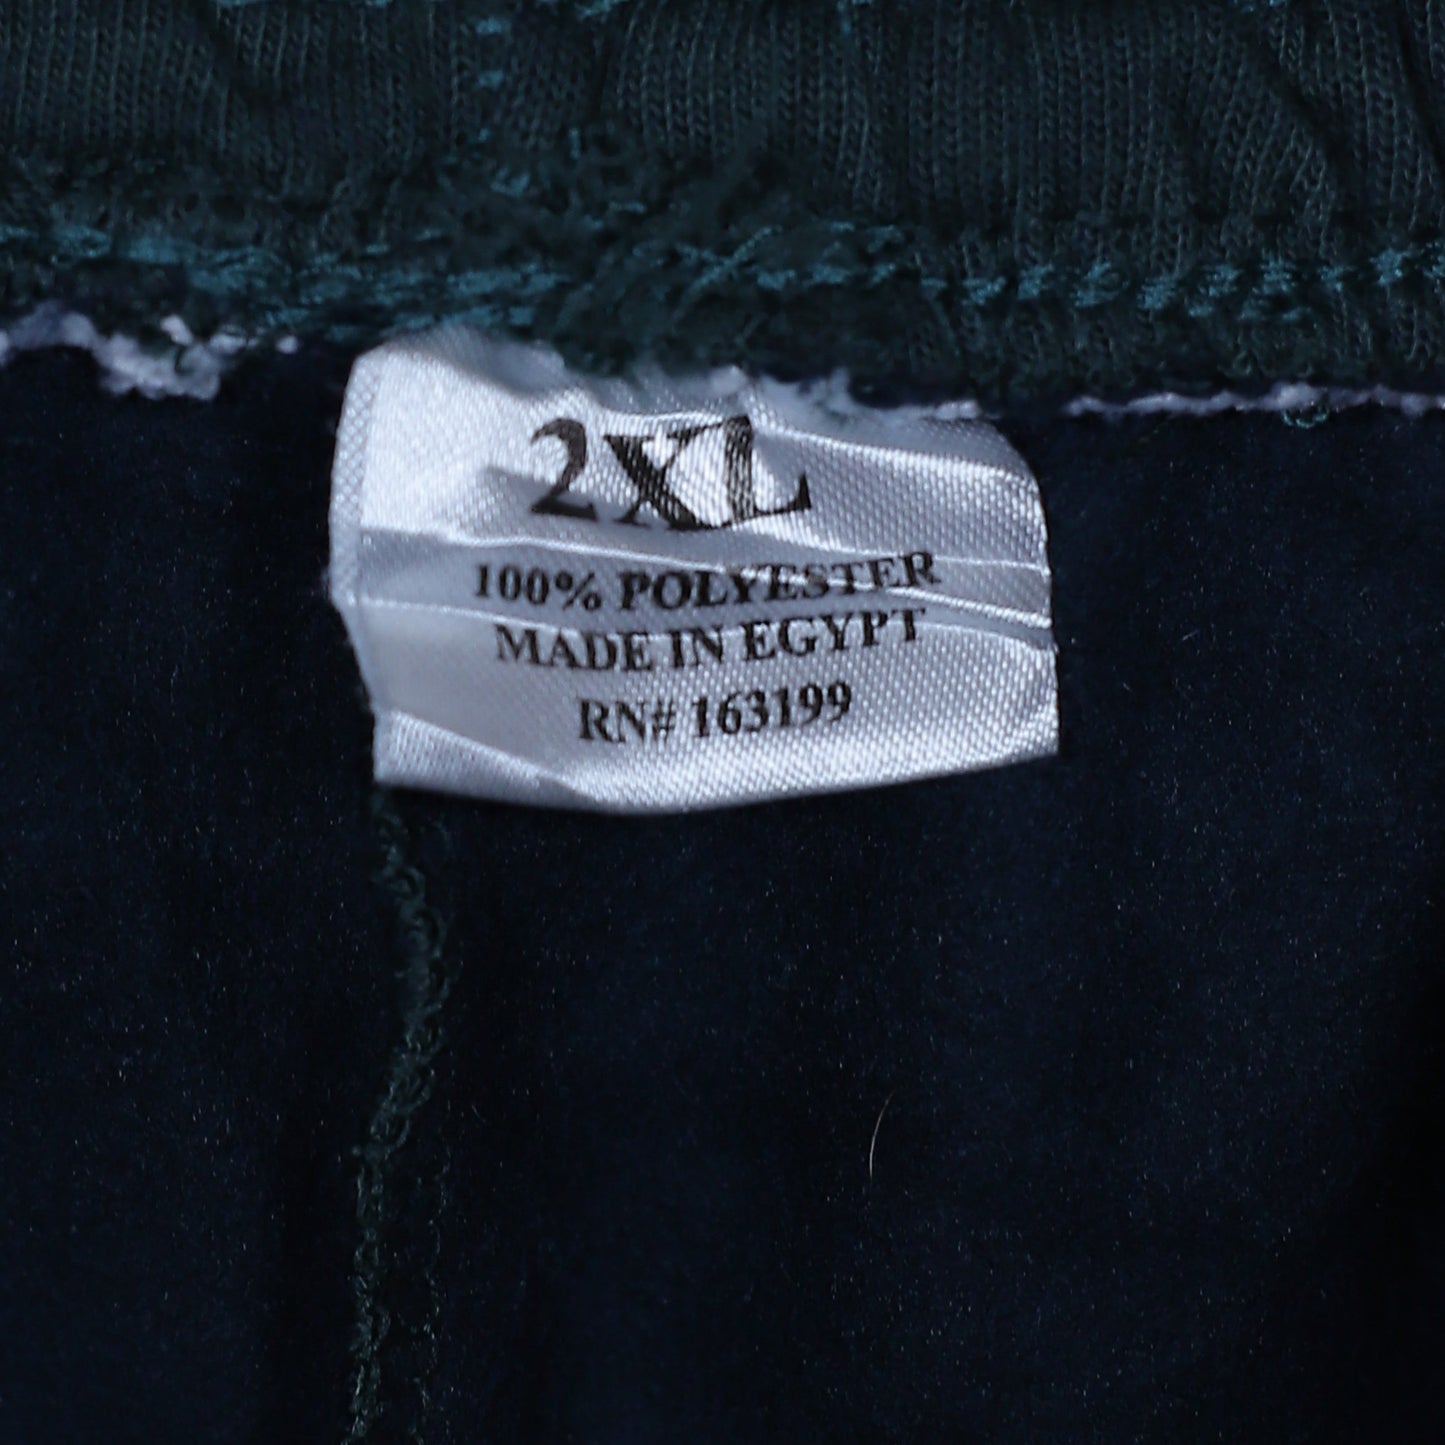 2XL
100% POLYESTER
MADE IN EGYPT
RN# 163199